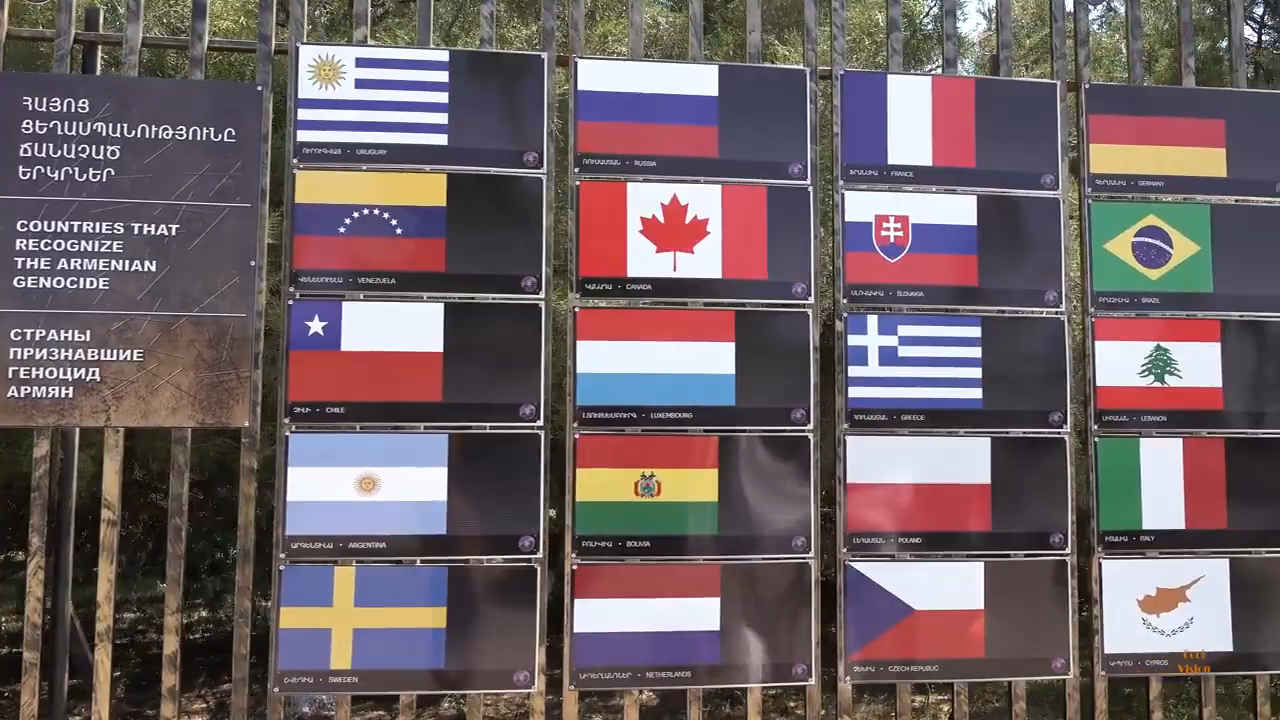 ՀԱՅՈՑ
ՑԵՂԱՍՊԱՆՈՒԹՅՈՒՆԸ
ՃԱՆԱՉԱԾ
ԵՐԿՐՆԵՐ
COUNTRIES THAT
RECOGNIZE
THE ARMENIAN
GENOCIDE
СТРАНЫ
ПРИЗНАВШИЕ
ГЕНОЦИД
АРМЯН
ՈՒՐՈՒԳՎԱՅ • URUGUAY
ՎԵՆԵՍՈՒԵԼԱ • VENEZUELA
ՉԻԼԻ • CHILE
ԱՐԳԵՆՏԻՆԱ • ARGENTINA
ՇՎԵԴԻԱ • SWEDEN
ՌՈՒՍԱՍՏԱՆ • RUSSIA
ԿԱՆԱԴԱ • CANADA
ԼՅՈՒՔՍԵՄԲՈՒՐԳ • LUXEMBOURG
ԲՈԼԻՎԻԱ • BOLIVIA
ՆԻԴԵՐԼԱՆԴՆԵՐ • NETHERLANDS
ՖՐԱՆՍԻԱ • FRANCE
ՍԼՈՎԱԿԻԱ • SLOVAKIA
ՀՈՒՆԱՍՏԱՆ • GREECE
ԼԵՀԱՍՏԱՆ • POLAND
ՉԵԽԻԱ • CZECH REPUBLIC
ԳԵՐՄԱՆԻԱ • GERMANY
ԲՐԱԶԻԼԻԱ • BRAZIL
ԼԻԲԱՆԱՆ • LEBANON
ԻՏԱԼԻԱ • ITALY
ԿԻՊՐՈՍ • CYPROS
Vision